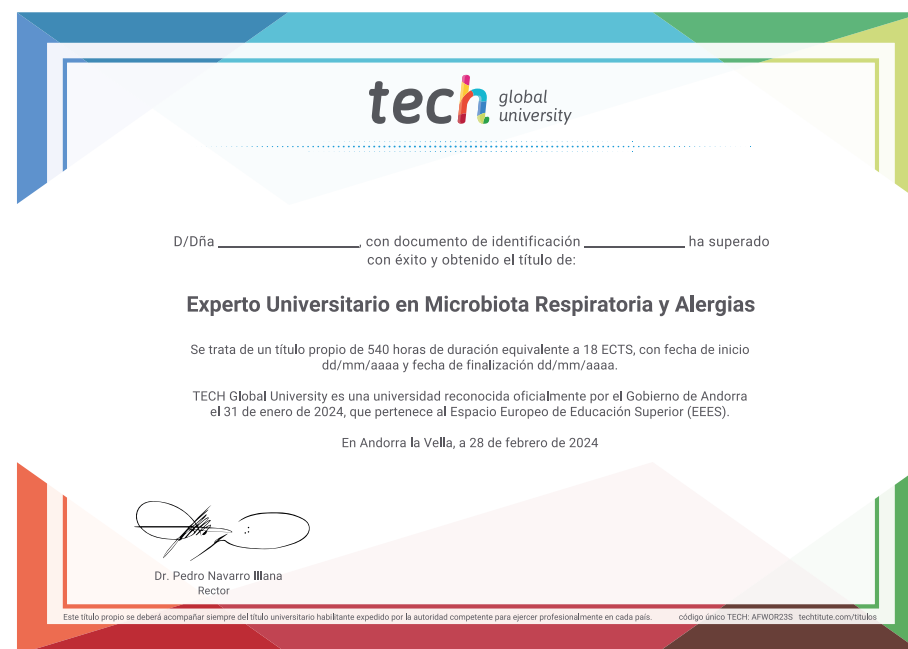 tech global university
D/Dña ____________________, con documento de identificación ______________ ha superado
con éxito y obtenido el título de:
Experto Universitario en Microbiota Respiratoria y Alergias
Se trata de un título propio de 540 horas de duración equivalente a 18 ECTS, con fecha de inicio
dd/mm/aaaa y fecha de finalización dd/mm/aaaa.
TECH Global University es una universidad reconocida oficialmente por el Gobierno de Andorra
el 31 de enero de 2024, que pertenece al Espacio Europeo de Educación Superior (EEES).
En Andorra la Vella, a 28 de febrero de 2024
Dr. Pedro Navarro Illana
Rector
Este título propio se deberá acompañar siempre del título universitario habilitante expedido por la autoridad competente para ejercer profesionalmente en cada país. código único TECH: AFWOR23S techtitute.com/titulos